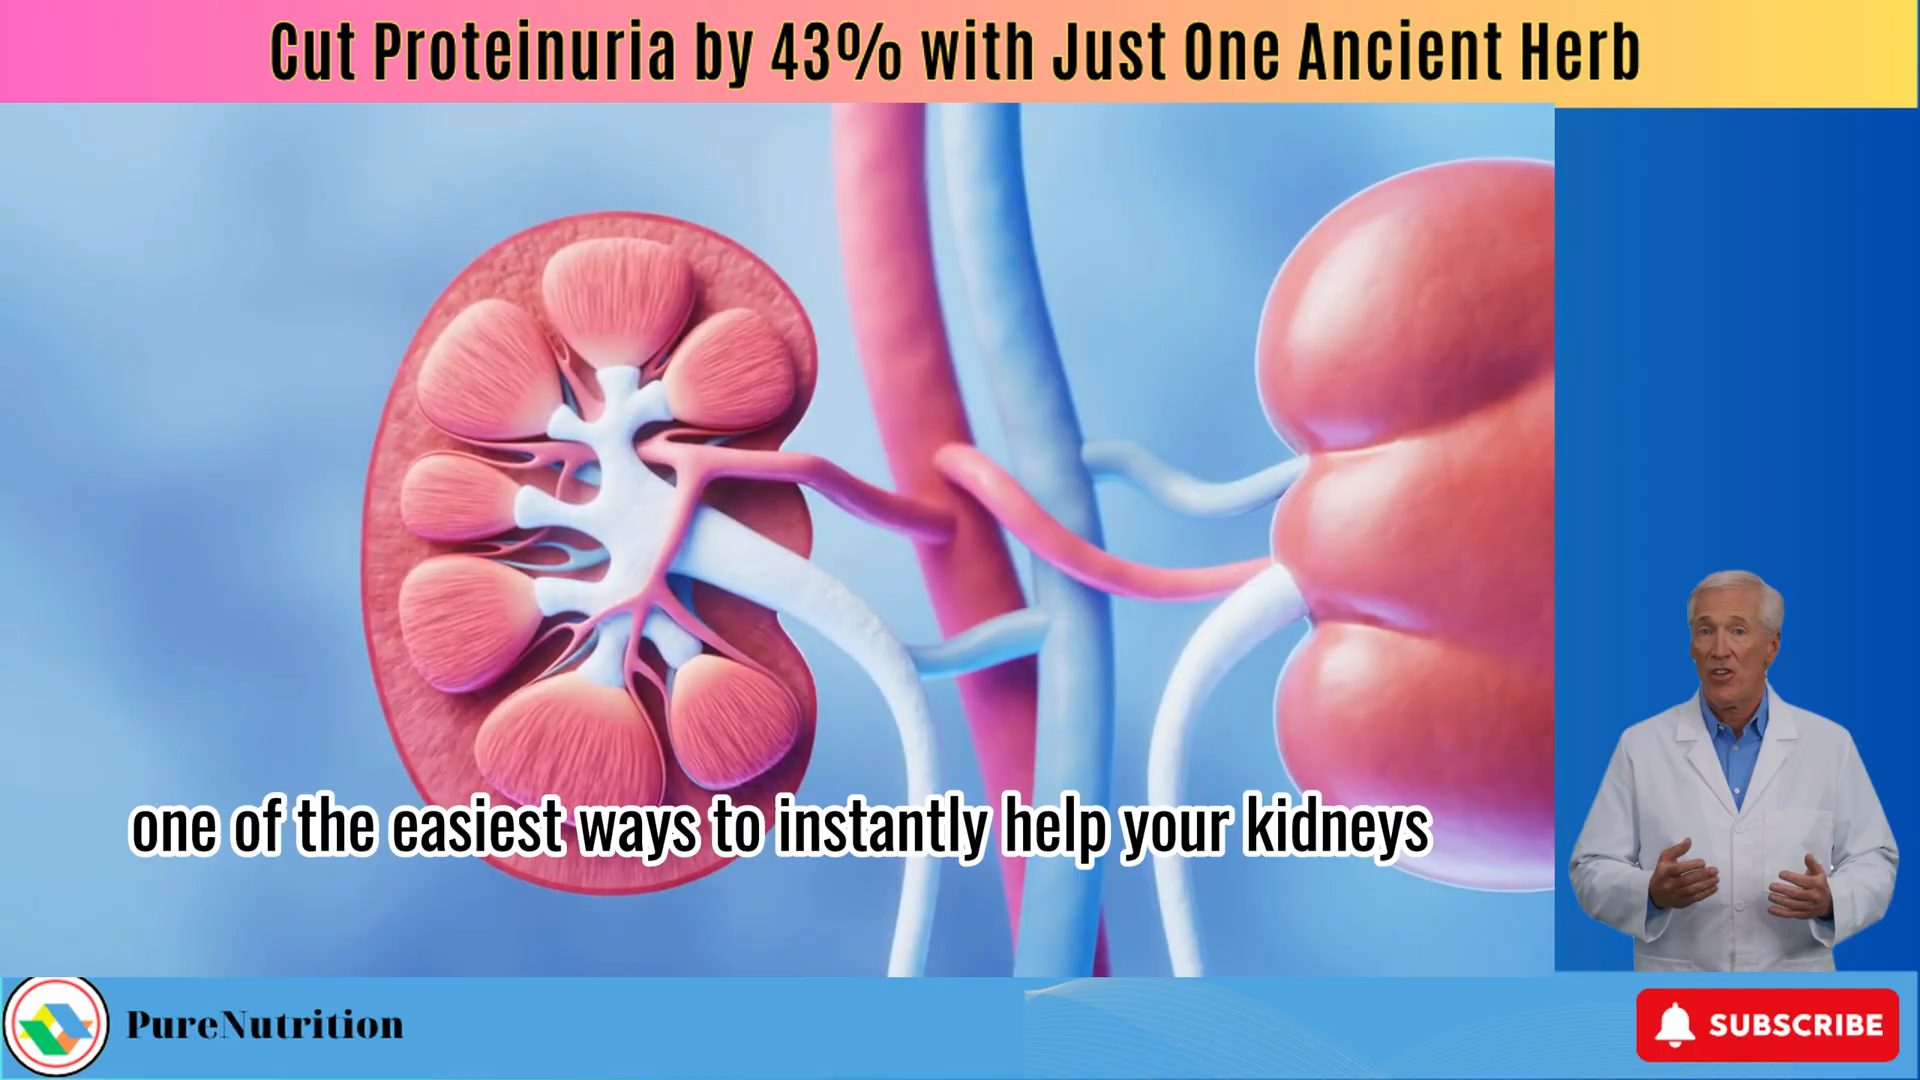 Cut Proteinuria by 43% with Just One Ancient Herb
one of the easiest ways to instantly help your kidneys
PureNutrition
SUBSCRIBE